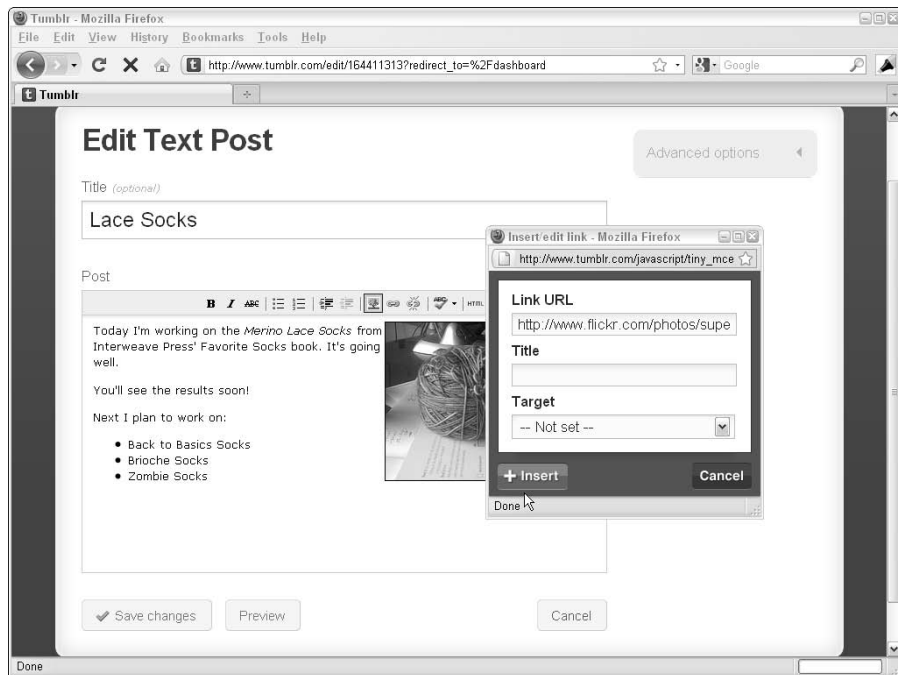 Tumblr - Mozilla Firefox
File Edit View History Bookmarks Tools Help
http://www.tumblr.com/edit/164411313?redirect_to=%2Fdashboard
Google
Tumblr
Edit Text Post
Advanced options
Title (optional)
Lace Socks
Post
B I ABC HTML
Today I'm working on the Merino Lace Socks from
Interweave Press' Favorite Socks book. It's going
well.
You'll see the results soon!
Next I plan to work on:
• Back to Basics Socks
• Brioche Socks
• Zombie Socks
Save changes
Preview
Cancel
Insert/edit link - Mozilla Firefox
http://www.tumblr.com/javascript/tiny_mce
Link URL
http://www.flickr.com/photos/supe
Title
Target
-- Not set --
+ Insert
Cancel
Done
Done